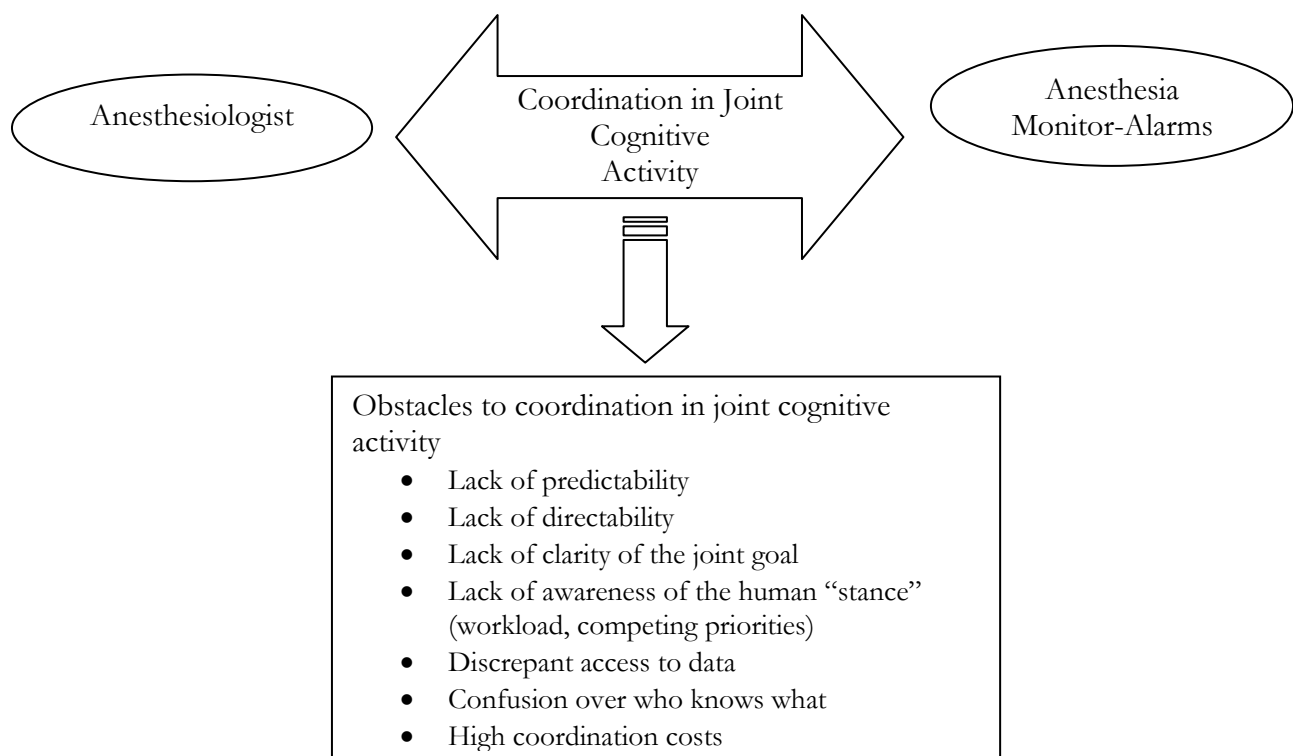 Anesthesiologist
Coordination in Joint
Cognitive
Activity
Anesthesia
Monitor-Alarms
Obstacles to coordination in joint cognitive
activity
• Lack of predictability
• Lack of directability
• Lack of clarity of the joint goal
• Lack of awareness of the human “stance”
(workload, competing priorities)
• Discrepant access to data
• Confusion over who knows what
• High coordination costs